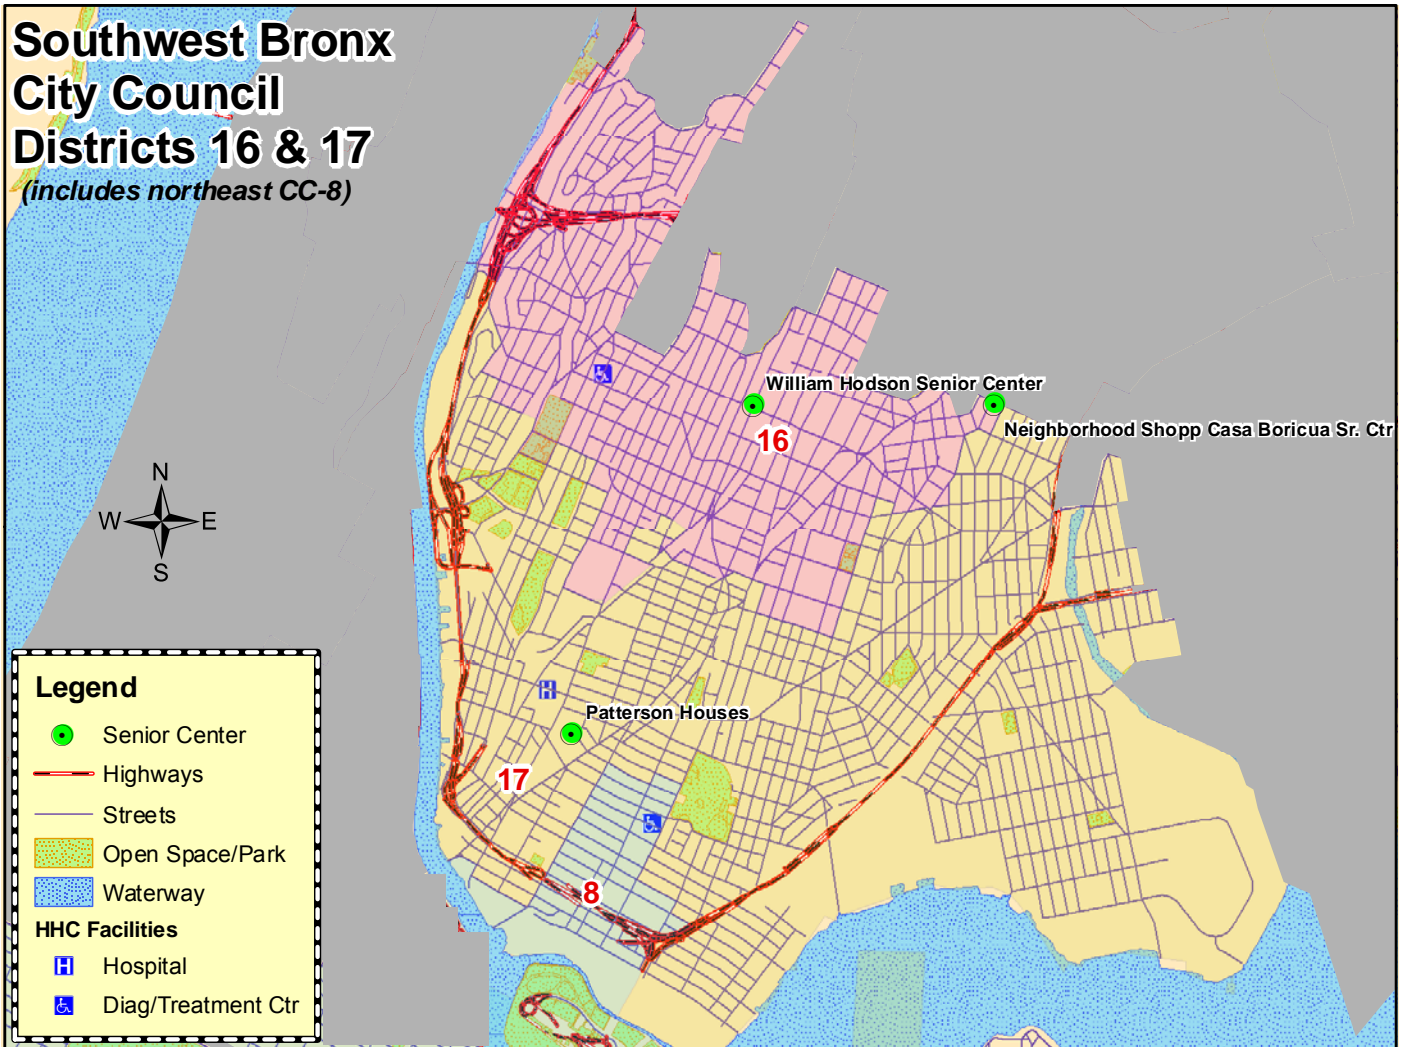 Southwest Bronx
City Council
Districts 16 & 17
(includes northeast CC-8)
William Hodson Senior Center
16
Neighborhood Shopp Casa Boricua Sr. Ctr
N
W
E
S
Patterson Houses
17
8
Legend
Senior Center
Highways
Streets
Open Space/Park
Waterway
HHC Facilities
H
H Hospital
Diag/Treatment Ctr